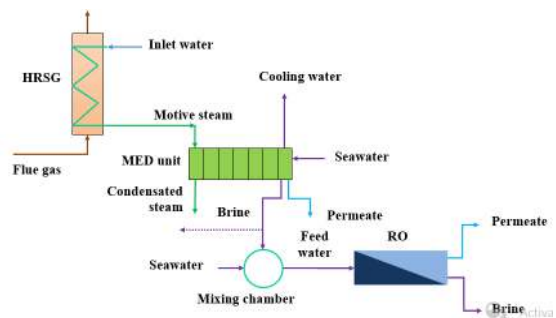 Inlet water
HRSG
Cooling water
Motive steam
MED unit
Seawater
Flue gas
Condensated
steam
Permeate
Brine
Feed
water
RO
Permeate
Seawater
Mixing chamber
Brine
Activa